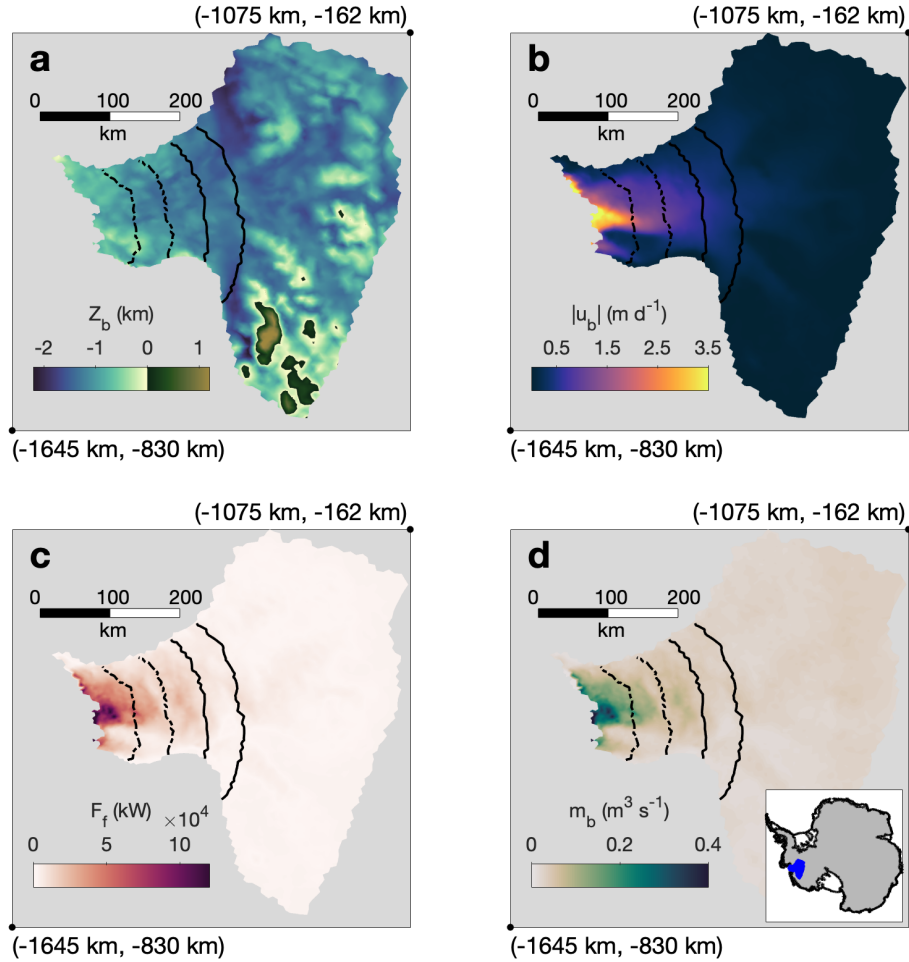 (-1075 km, -162 km)
a
0 100 200
km
Z_b (km)
-2 -1 0 1
(-1645 km, -830 km)
(-1075 km, -162 km)
b
0 100 200
km
|u_b| (m d^-1)
0.5 1.5 2.5 3.5
(-1645 km, -830 km)
(-1075 km, -162 km)
c
0 100 200
km
F_f (kW) ×10^4
0 5 10
(-1645 km, -830 km)
(-1075 km, -162 km)
d
0 100 200
km
m_b (m^3 s^-1)
0 0.2 0.4
(-1645 km, -830 km)